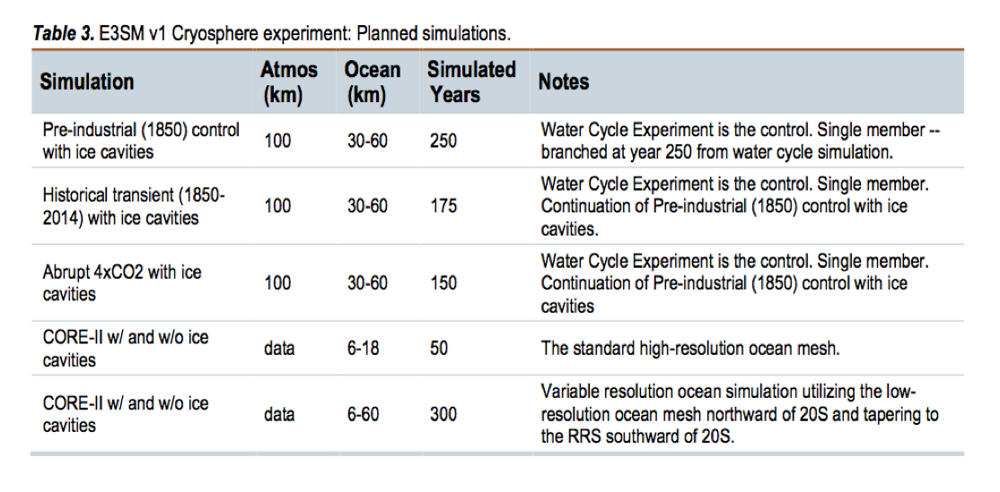 Table 3. E3SM v1 Cryosphere experiment: Planned simulations.
Simulation Atmos (km) Ocean (km) Simulated Years Notes
Pre-industrial (1850) control
with ice cavities
100
30-60
250
Water Cycle Experiment is the control. Single member --
branched at year 250 from water cycle simulation.
Historical transient (1850-
2014) with ice cavities
100
30-60
175
Water Cycle Experiment is the control. Single member.
Continuation of Pre-industrial (1850) control with ice
cavities.
Abrupt 4xCO2 with ice
cavities
100
30-60
150
Water Cycle Experiment is the control. Single member.
Continuation of Pre-industrial (1850) control with ice
cavities
CORE-II w/ and w/o ice
cavities
data
6-18
50
The standard high-resolution ocean mesh.
CORE-II w/ and w/o ice
cavities
data
6-60
300
Variable resolution ocean simulation utilizing the low-
resolution ocean mesh northward of 20S and tapering to
the RRS southward of 20S.